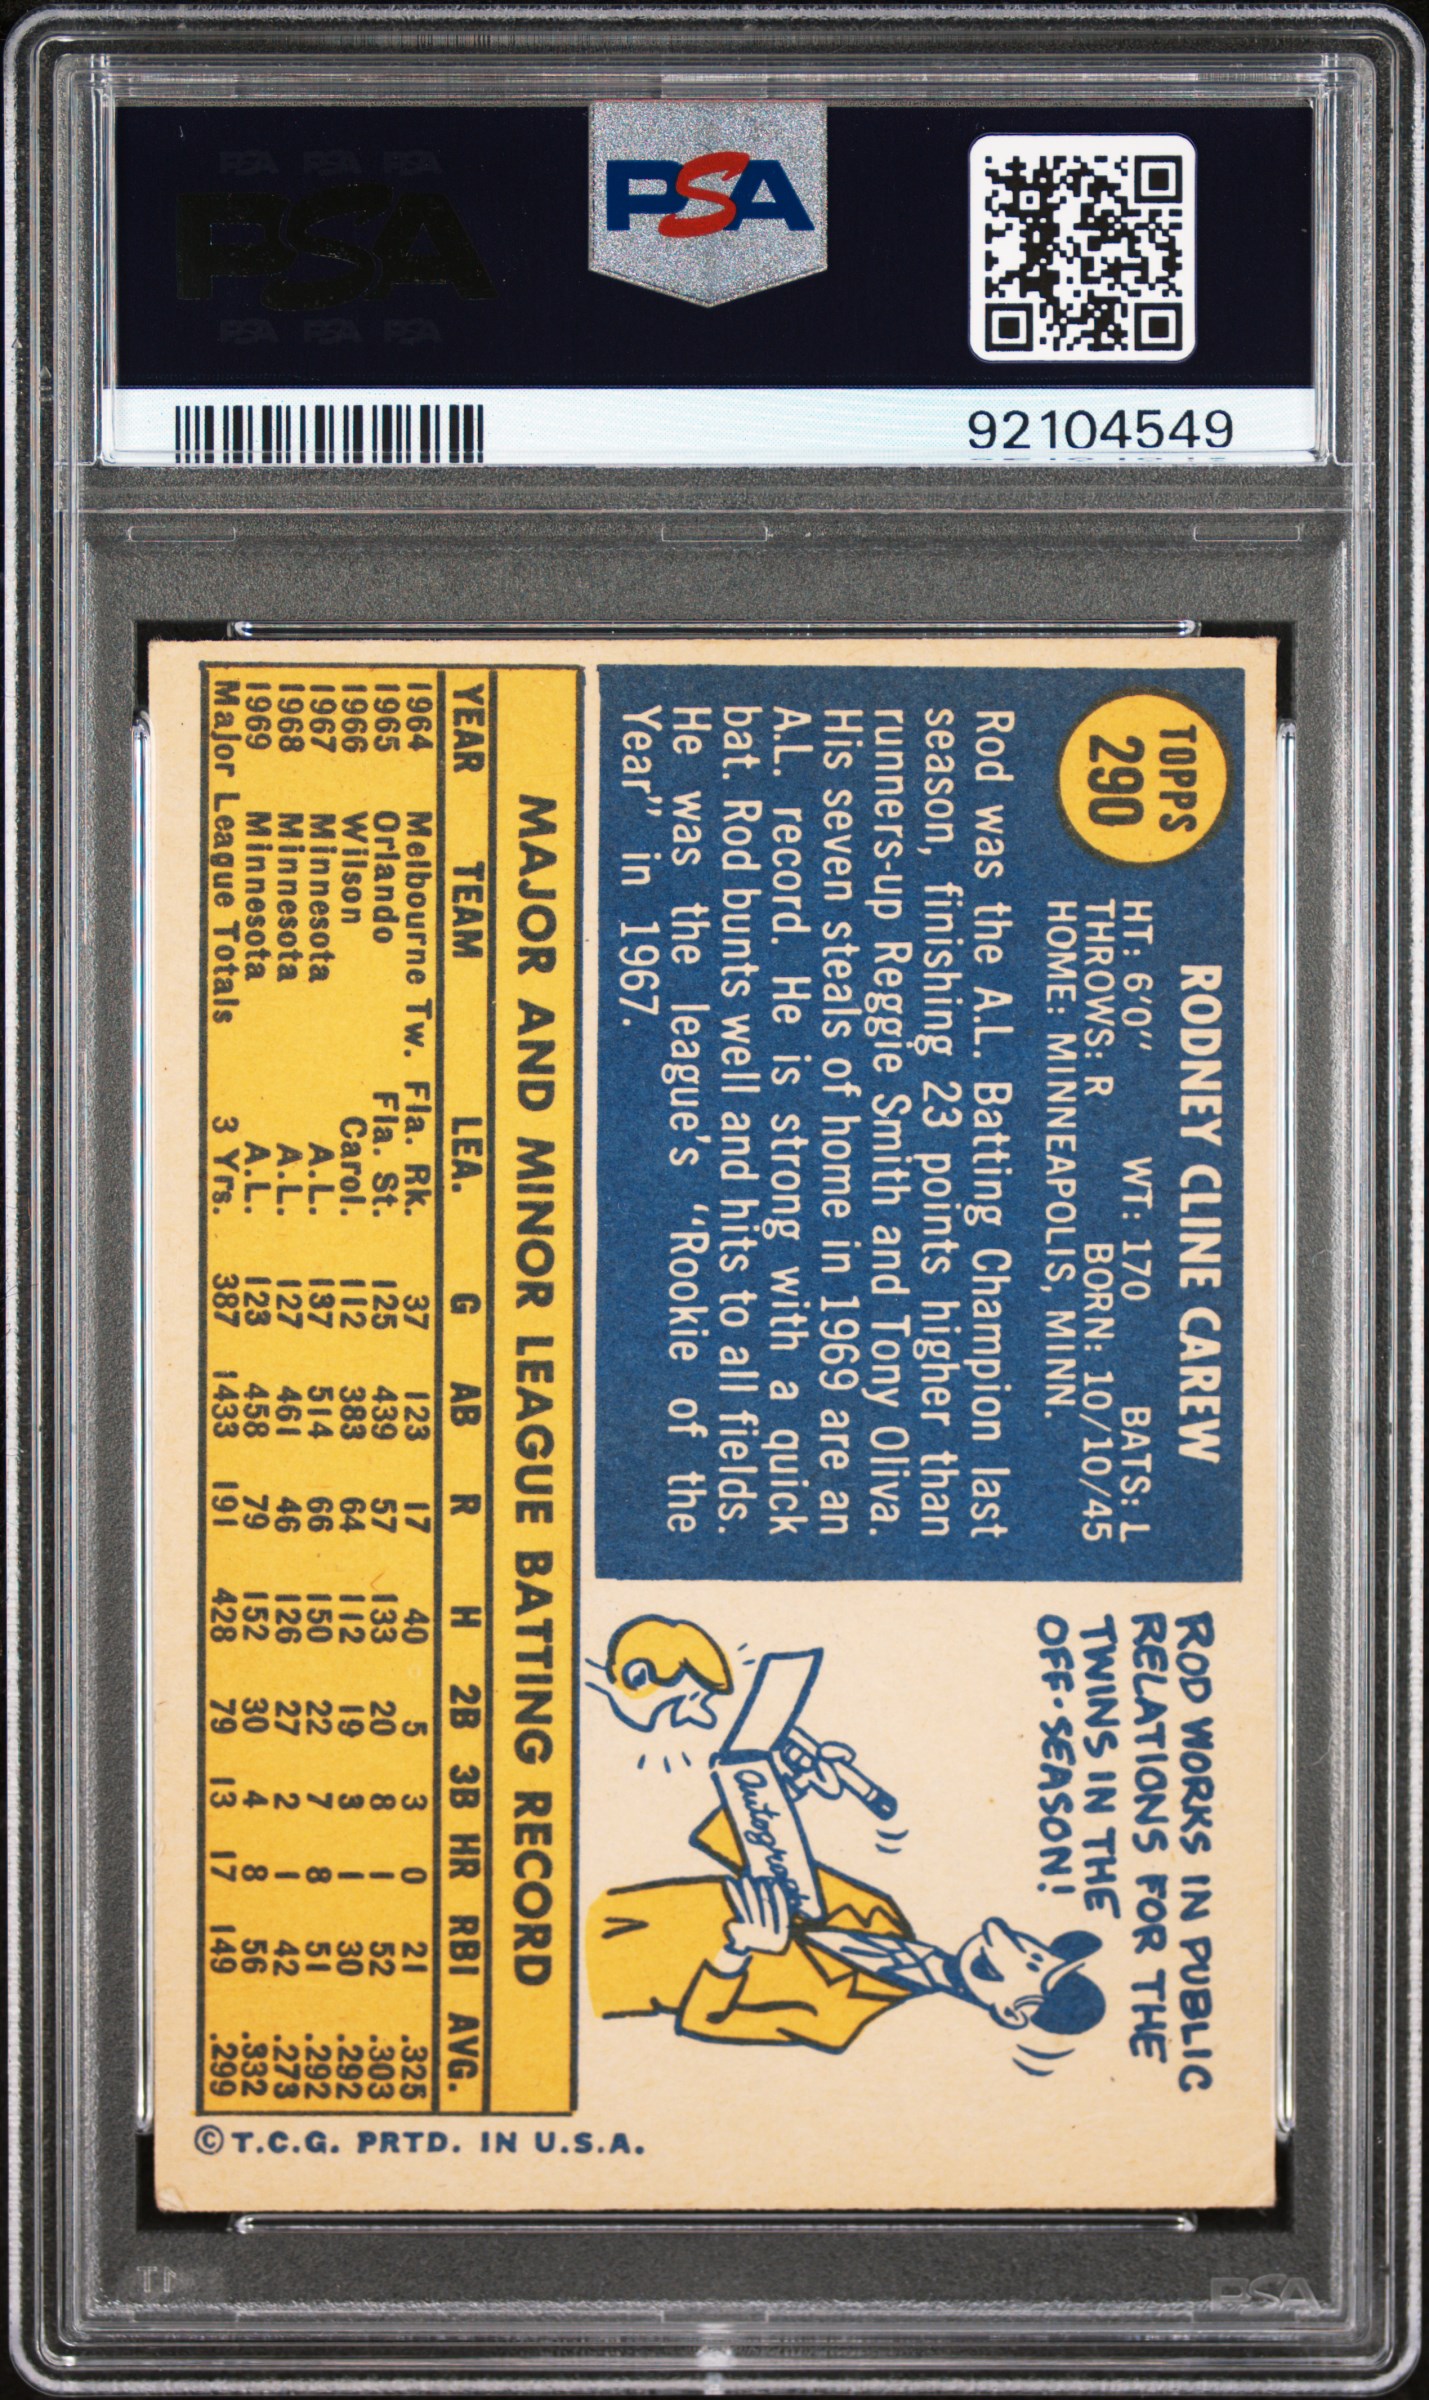 PSA PSA PSA
PSA
PSA PSA PSA
PSA
92104549
TOPPS
290
RODNEY CLINE CAREW
HT: 6'0" WT: 170 BATS: L
THROWS: R BORN: 10/10/45
HOME: MINNEAPOLIS, MINN.
Rod was the A.L. Batting Champion last
season, finishing 23 points higher than
runners-up Reggie Smith and Tony Oliva.
His seven steals of home in 1969 are an
A.L. record. He is strong with a quick
bat. Rod bunts well and hits to all fields.
He was the league's "Rookie of the
Year" in 1967.
ROD WORKS IN PUBLIC
RELATIONS FOR THE
TWINS IN THE
OFF-SEASON!
Autograph
MAJOR AND MINOR LEAGUE BATTING RECORD
YEAR TEAM LEA. G AB R H 2B 3B HR RBI AVG.
1964 Melbourne Tw. Fla. Rk. 37 123 17 40 5 3 0 21 .325
1965 Orlando Fla. St. 125 439 57 133 20 8 1 52 .303
1966 Wilson Carol. 112 383 64 112 19 3 1 30 .292
1967 Minnesota A.L. 137 514 66 150 22 7 8 51 .292
1968 Minnesota A.L. 127 461 46 126 27 2 1 42 .273
1969 Minnesota A.L. 123 458 79 152 30 4 8 56 .332
Major League Totals 3 Yrs. 387 1433 191 428 79 13 17 149 .299
© T.C.G. PRTD. IN U.S.A.
PSA